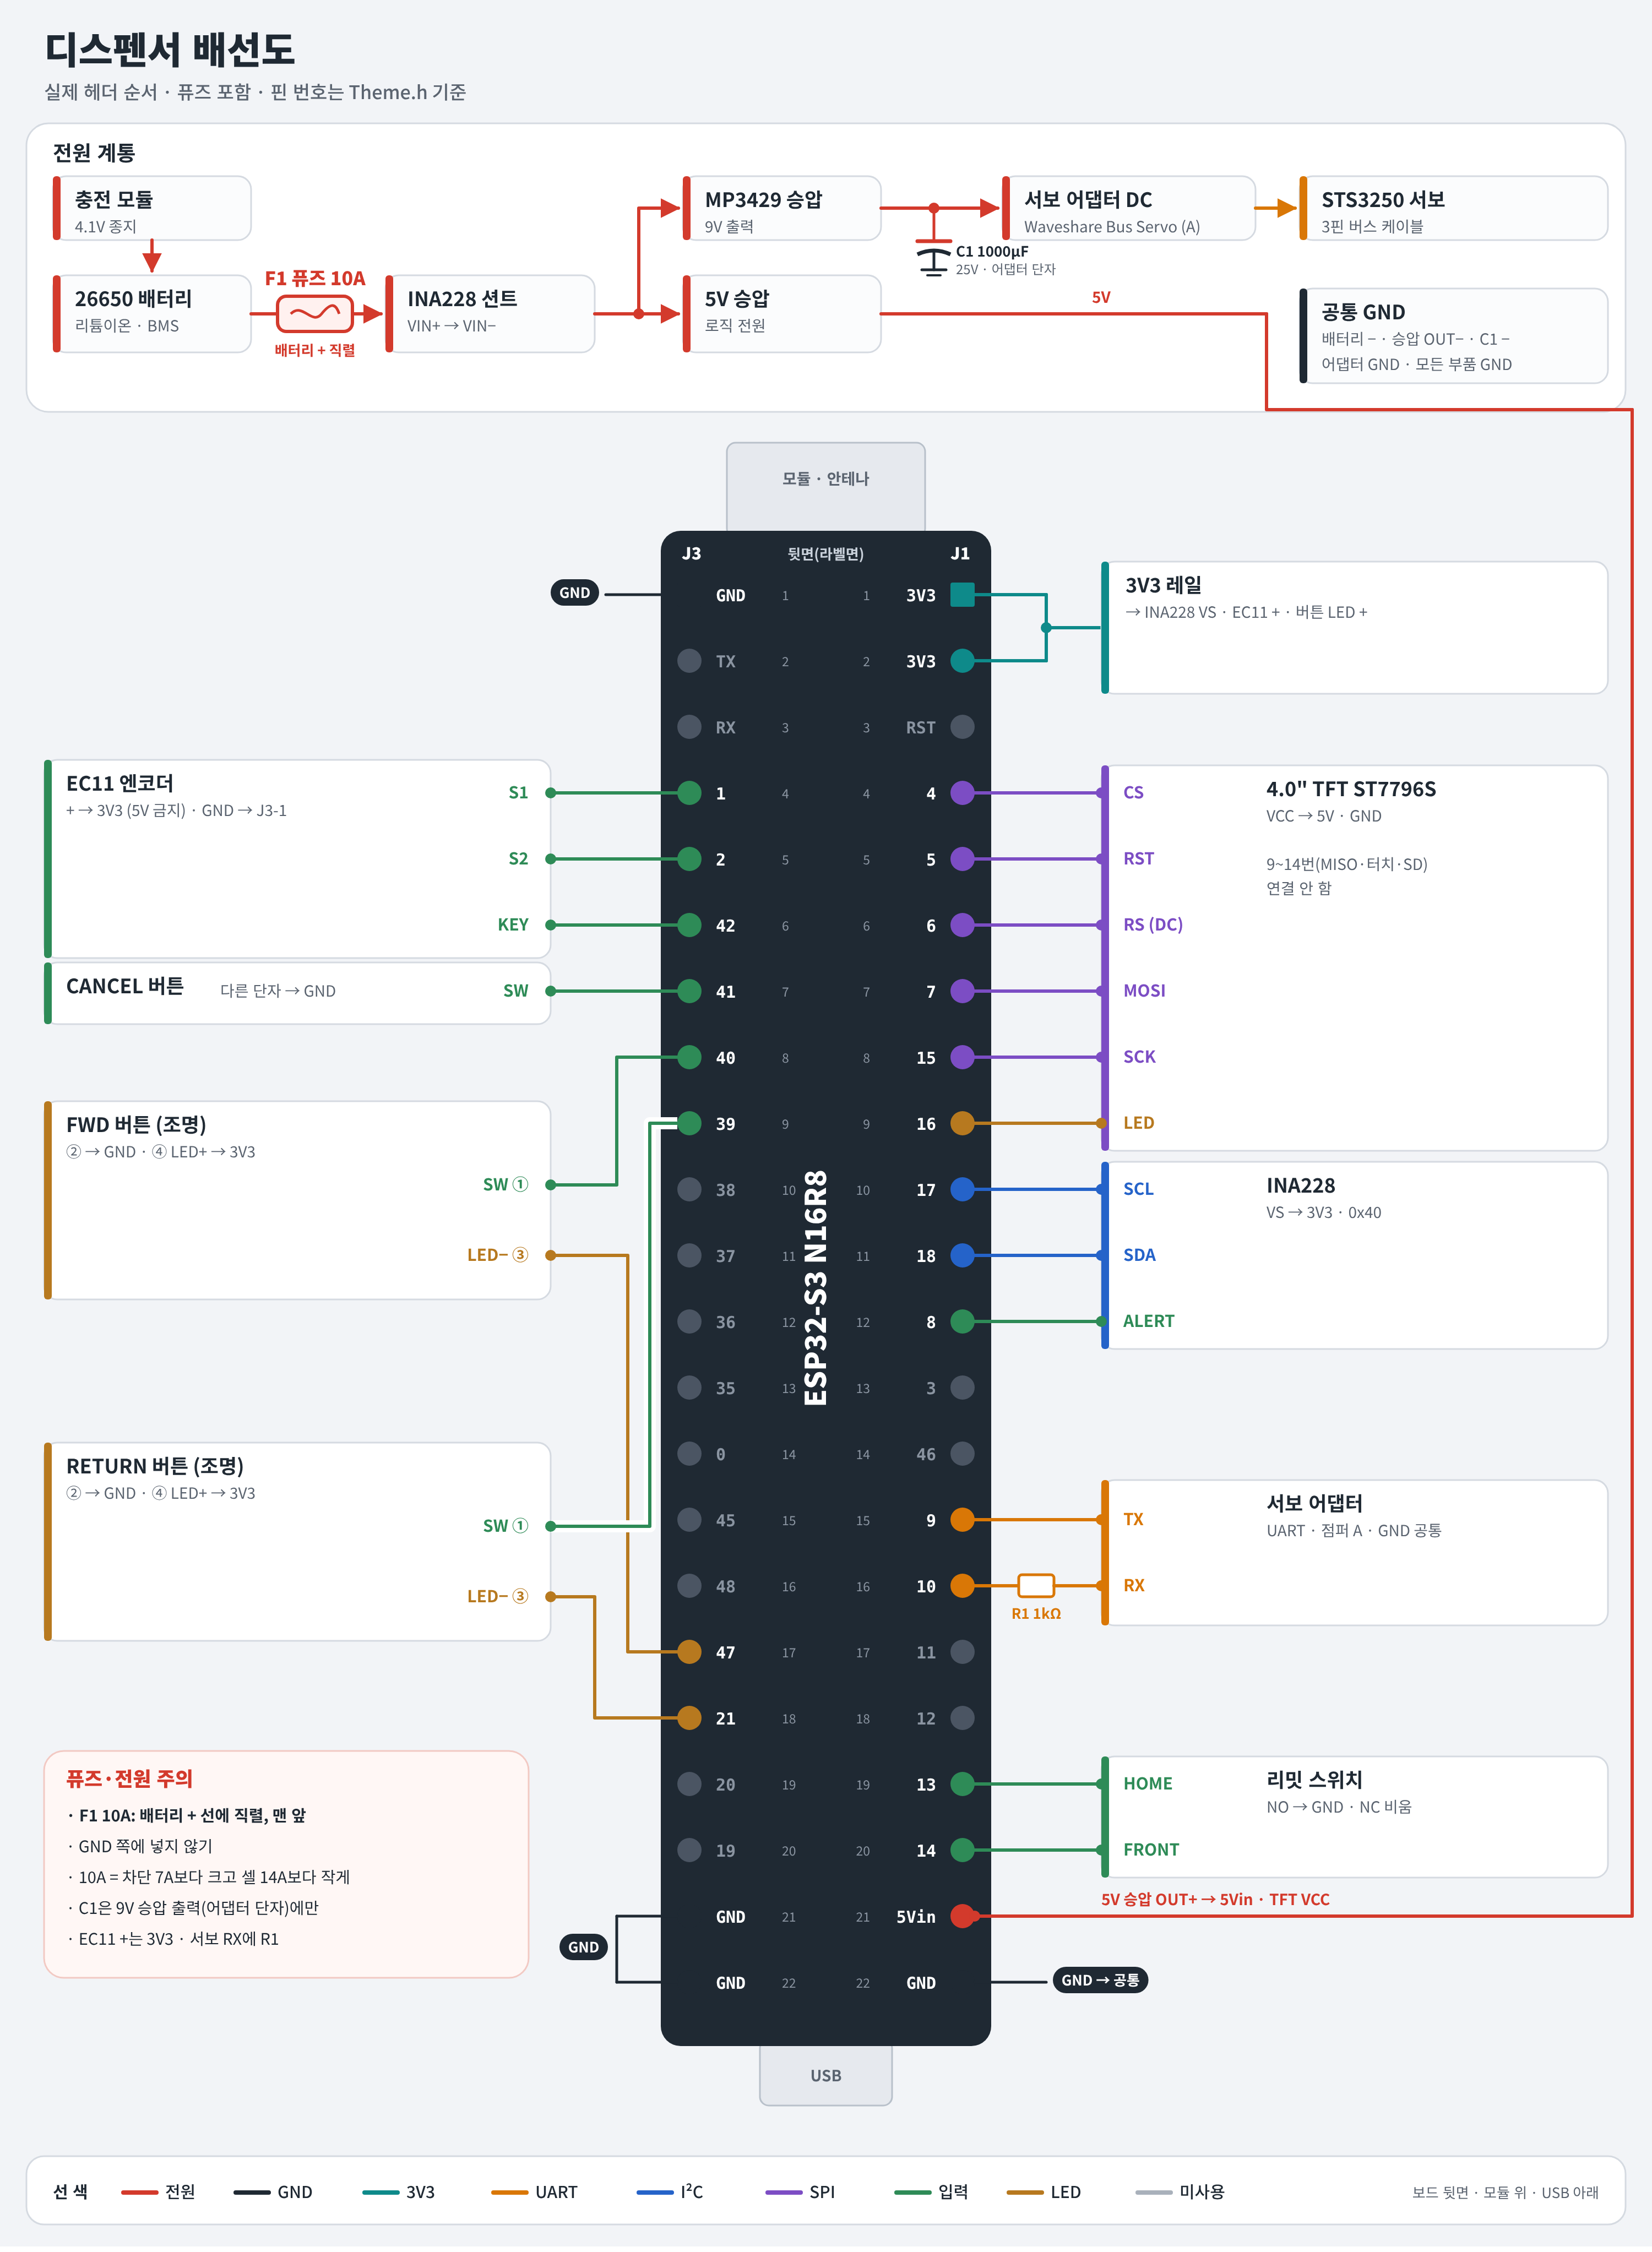 디스펜서 배선도
실제 헤더 순서 · 퓨즈 포함 · 핀 번호는 Theme.h 기준
전원 계통
충전 모듈
4.1V 종지
26650 배터리
리튬이온 · BMS
F1 퓨즈 10A
배터리 + 직렬
INA228 션트
VIN+ → VIN−
MP3429 승압
9V 출력
5V 승압
로직 전원
C1 1000µF
25V · 어댑터 단자
서보 어댑터 DC
Waveshare Bus Servo (A)
STS3250 서보
3핀 버스 케이블
5V
공통 GND
배터리 − · 승압 OUT− · C1 −
어댑터 GND · 모든 부품 GND
모듈 · 안테나
J3 뒷면(라벨면) J1
GND GND 1 1 3V3
TX 2 2 3V3
RX 3 3 RST
1 4 4 4
2 5 5 5
42 6 6 6
41 7 7 7
40 8 8 15
39 9 9 16
38 10 10 17
37 11 11 18
36 12 12 8
35 13 13 3
0 14 14 46
45 15 15 9
48 16 16 10
47 17 17 11
21 18 18 12
20 19 19 13
19 20 20 14
GND 21 21 5Vin
GND 22 22 GND
GND
GND → 공통
ESP32-S3 N16R8
USB
3V3 레일
→ INA228 VS · EC11 + · 버튼 LED +
EC11 엔코더
+ → 3V3 (5V 금지) · GND → J3-1
S1
S2
KEY
CANCEL 버튼 다른 단자 → GND SW
FWD 버튼 (조명)
② → GND · ④ LED+ → 3V3
SW ①
LED− ③
RETURN 버튼 (조명)
② → GND · ④ LED+ → 3V3
SW ①
LED− ③
4.0" TFT ST7796S
VCC → 5V · GND
9~14번(MISO·터치·SD)
연결 안 함
CS
RST
RS (DC)
MOSI
SCK
LED
INA228
VS → 3V3 · 0x40
SCL
SDA
ALERT
서보 어댑터
UART · 점퍼 A · GND 공통
TX
RX
R1 1kΩ
리밋 스위치
NO → GND · NC 비움
HOME
FRONT
5V 승압 OUT+ → 5Vin · TFT VCC
퓨즈·전원 주의
· F1 10A: 배터리 + 선에 직렬, 맨 앞
· GND 쪽에 넣지 않기
· 10A = 차단 7A보다 크고 셀 14A보다 작게
· C1은 9V 승압 출력(어댑터 단자)에만
· EC11 +는 3V3 · 서보 RX에 R1
선 색 전원 GND 3V3 UART I²C SPI 입력 LED 미사용 보드 뒷면 · 모듈 위 · USB 아래